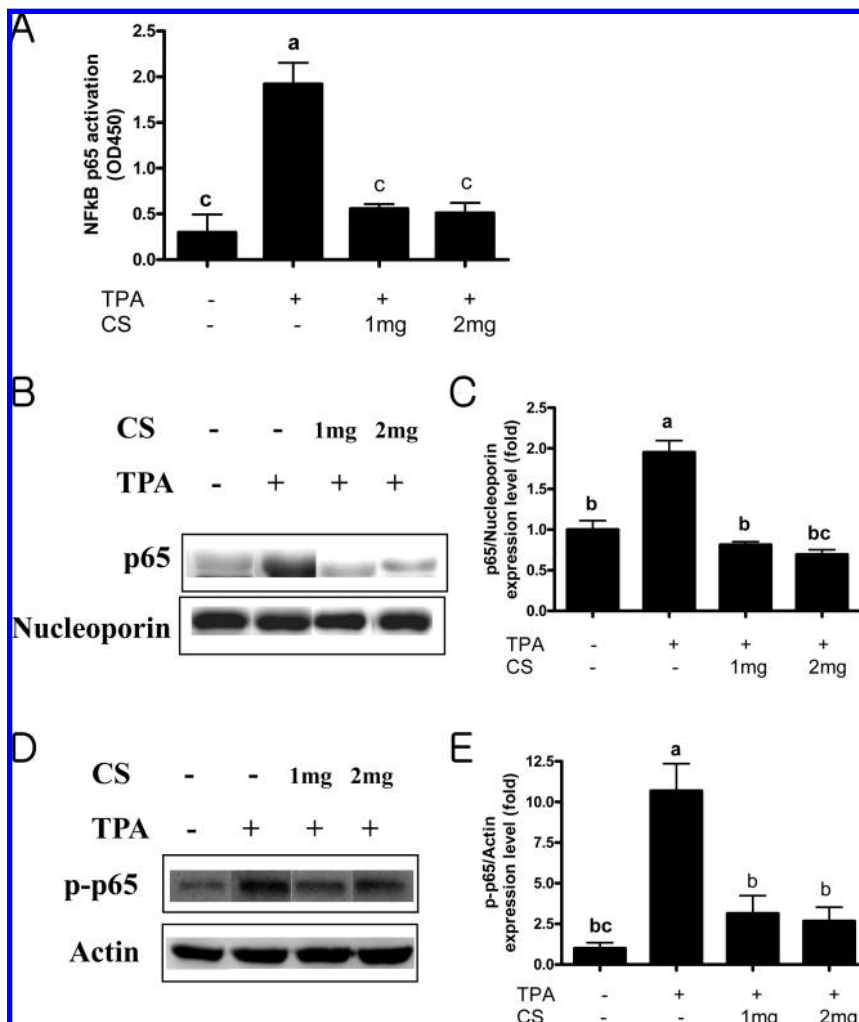 A
NFkB p65 activation
(OD450)
2.5
2.0
1.5
1.0
0.5
0.0
c
a
c
c
TPA - + + +
CS - - 1mg 2mg
B
CS - - 1mg 2mg
TPA - + + +
p65
Nucleoporin
C
p65/Nucleoporin
expression level (fold)
2.5
2.0
1.5
1.0
0.5
0.0
b
a
b
bc
TPA - + + +
CS - - 1mg 2mg
D
CS - - 1mg 2mg
TPA - + + +
p-p65
Actin
E
p-p65/Actin
expression level (fold)
12.5
10.0
7.5
5.0
2.5
0.0
bc
a
b
b
TPA - + + +
CS - - 1mg 2mg